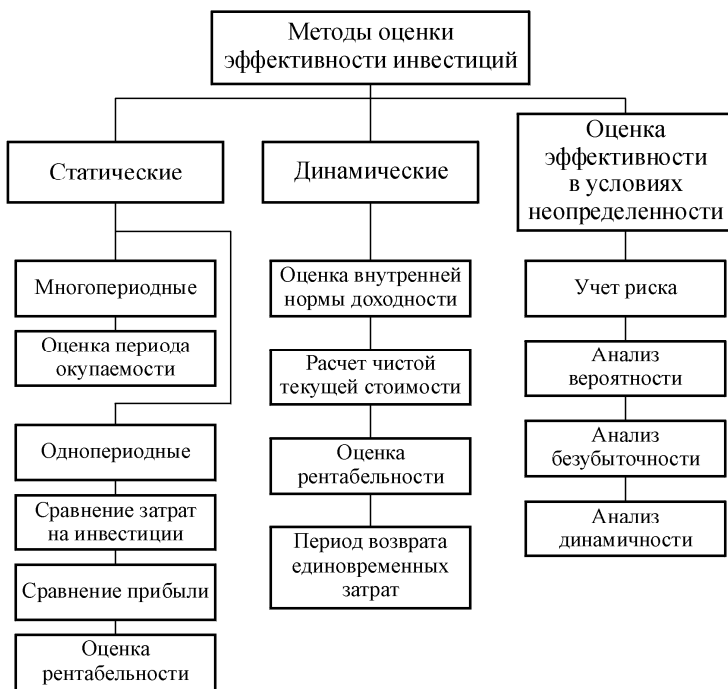 Методы оценки
эффективности инвестиций
Статические
Динамические
Оценка
эффективности
в условиях
неопределенности
Многопериодные
Оценка периода
окупаемости
Однопериодные
Сравнение затрат
на инвестиции
Сравнение прибыли
Оценка
рентабельности
Оценка внутренней
нормы доходности
Расчет чистой
текущей стоимости
Оценка
рентабельности
Период возврата
единовременных
затрат
Учет риска
Анализ
вероятности
Анализ
безубыточности
Анализ
динамичности